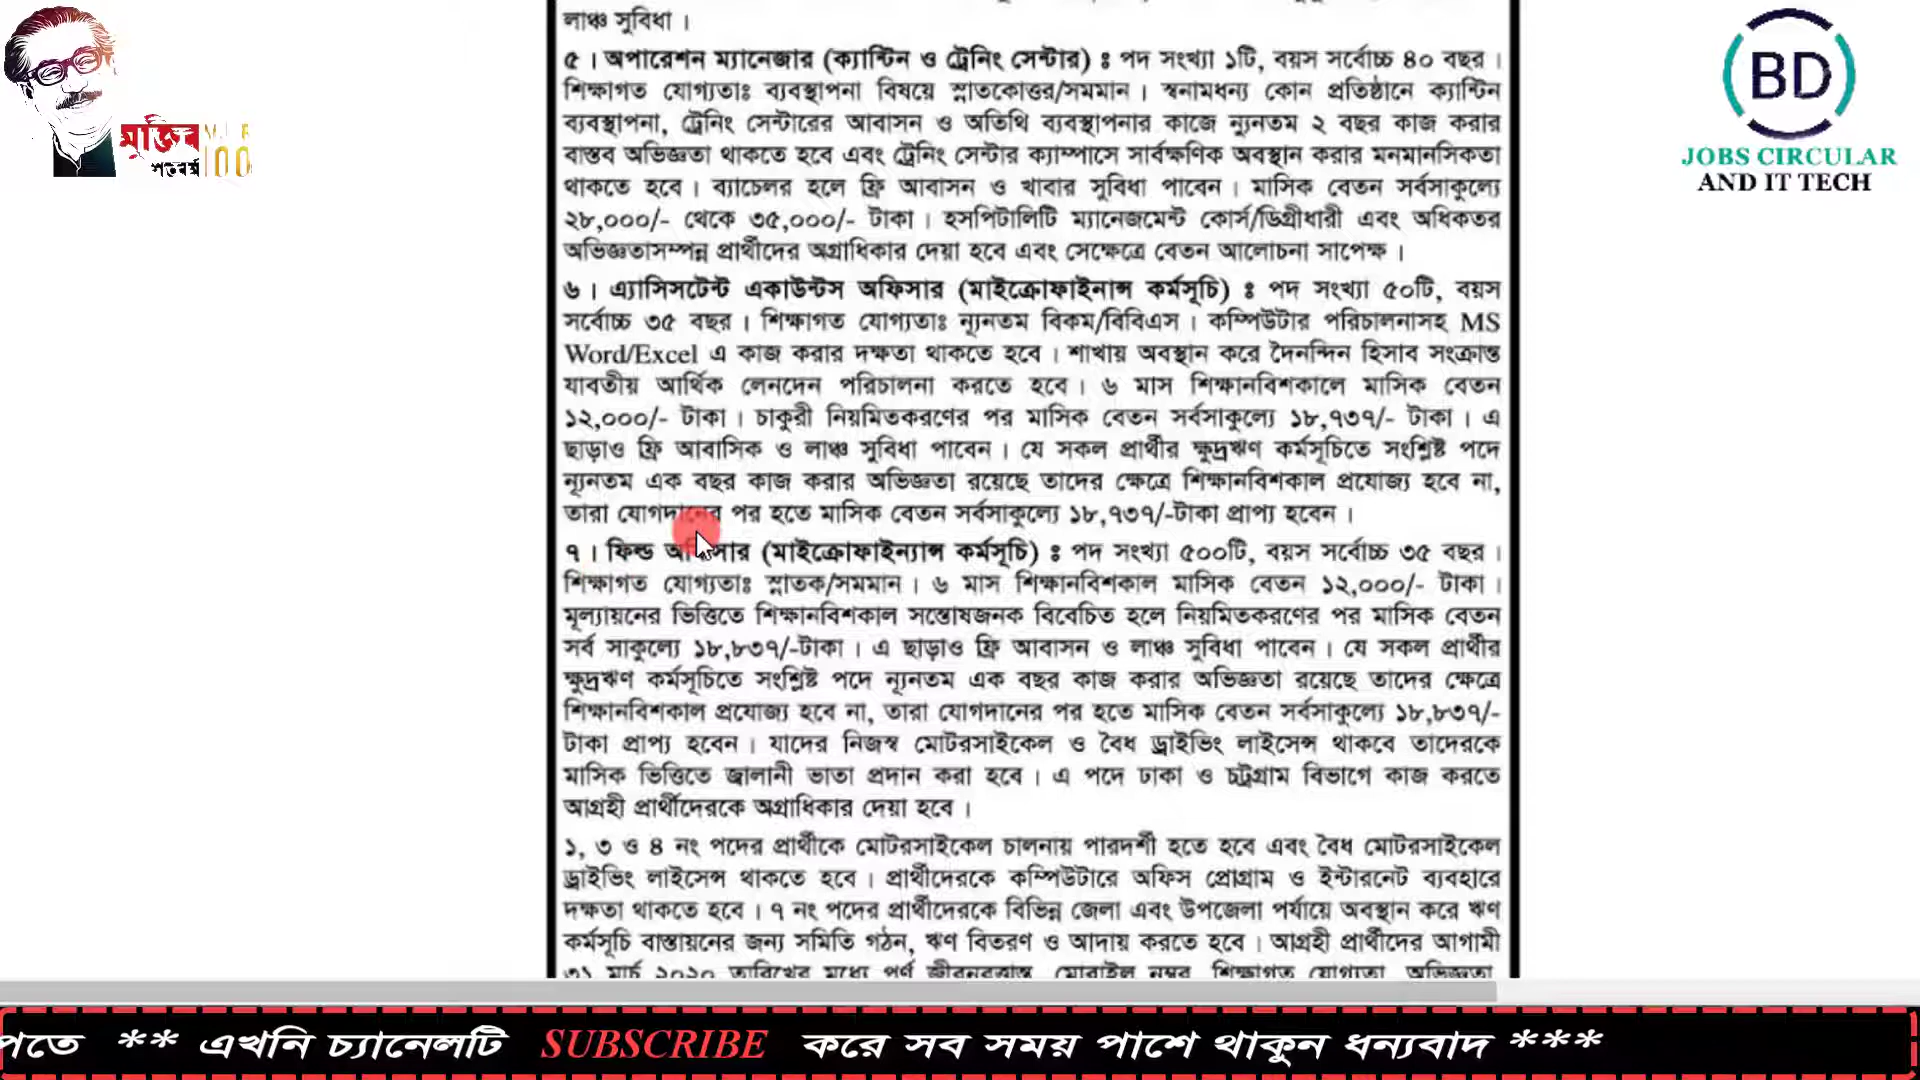 লাঞ্চ সুবিধা ।
৫ । অপারেশন ম্যানেজার (ক্যান্টিন ও ট্রেনিং সেন্টার) ঃ পদ সংখ্যা ১টি, বয়স সর্বোচ্চ ৪০ বছর ।
শিক্ষাগত যোগ্যতাঃ ব্যবস্থাপনা বিষয়ে স্নাতকোত্তর/সমমান । স্বনামধন্য কোন প্রতিষ্ঠানে ক্যান্টিন
ব্যবস্থাপনা, ট্রেনিং সেন্টারের আবাসন ও অতিথি ব্যবস্থাপনার কাজে ন্যুনতম ২ বছর কাজ করার
বাস্তব অভিজ্ঞতা থাকতে হবে এবং ট্রেনিং সেন্টার ক্যাম্পাসে সার্বক্ষণিক অবস্থান করার মনমানসিকতা
থাকতে হবে । ব্যাচেলর হলে ফ্রি আবাসন ও খাবার সুবিধা পাবেন । মাসিক বেতন সর্বসাকুল্যে
২৮,০০০/- থেকে ৩৫,০০০/- টাকা । হসপিটালিটি ম্যানেজমেন্ট কোর্স/ডিগ্রীধারী এবং অধিকতর
অভিজ্ঞতাসম্পন্ন প্রার্থীদের অগ্রাধিকার দেয়া হবে এবং সেক্ষেত্রে বেতন আলোচনা সাপেক্ষ ।
৬ । এ্যাসিসটেন্ট একাউন্টস অফিসার (মাইক্রোফাইনান্স কর্মসূচি) ঃ পদ সংখ্যা ৫০টি, বয়স
সর্বোচ্চ ৩৫ বছর । শিক্ষাগত যোগ্যতাঃ ন্যূনতম বিকম/বিবিএস । কম্পিউটার পরিচালনাসহ MS
Word/Excel এ কাজ করার দক্ষতা থাকতে হবে । শাখায় অবস্থান করে দৈনন্দিন হিসাব সংক্রান্ত
যাবতীয় আর্থিক লেনদেন পরিচালনা করতে হবে । ৬ মাস শিক্ষানবিশকালে মাসিক বেতন
১২,০০০/- টাকা । চাকুরী নিয়মিতকরণের পর মাসিক বেতন সর্বসাকুল্যে ১৮,৭৩৭/- টাকা । এ
ছাড়াও ফ্রি আবাসিক ও লাঞ্চ সুবিধা পাবেন । যে সকল প্রার্থীর ক্ষুদ্রঋণ কর্মসূচিতে সংশ্লিষ্ট পদে
ন্যূনতম এক বছর কাজ করার অভিজ্ঞতা রয়েছে তাদের ক্ষেত্রে শিক্ষানবিশকাল প্রযোজ্য হবে না,
তারা যোগদানের পর হতে মাসিক বেতন সর্বসাকুল্যে ১৮,৭৩৭/-টাকা প্রাপ্য হবেন ।
৭ । ফিল্ড অফিসার (মাইক্রোফাইন্যান্স কর্মসূচি) ঃ পদ সংখ্যা ৫০০টি, বয়স সর্বোচ্চ ৩৫ বছর ।
শিক্ষাগত যোগ্যতাঃ স্নাতক/সমমান । ৬ মাস শিক্ষানবিশকাল মাসিক বেতন ১২,০০০/- টাকা ।
মূল্যায়নের ভিত্তিতে শিক্ষানবিশকাল সন্তোষজনক বিবেচিত হলে নিয়মিতকরণের পর মাসিক বেতন
সর্ব সাকুল্যে ১৮,৮৩৭/-টাকা । এ ছাড়াও ফ্রি আবাসন ও লাঞ্চ সুবিধা পাবেন । যে সকল প্রার্থীর
ক্ষুদ্রঋণ কর্মসূচিতে সংশ্লিষ্ট পদে ন্যূনতম এক বছর কাজ করার অভিজ্ঞতা রয়েছে তাদের ক্ষেত্রে
শিক্ষানবিশকাল প্রযোজ্য হবে না, তারা যোগদানের পর হতে মাসিক বেতন সর্বসাকুল্যে ১৮,৮৩৭/-
টাকা প্রাপ্য হবেন । যাদের নিজস্ব মোটরসাইকেল ও বৈধ ড্রাইভিং লাইসেন্স থাকবে তাদেরকে
মাসিক ভিত্তিতে জ্বালানী ভাতা প্রদান করা হবে । এ পদে ঢাকা ও চট্রগ্রাম বিভাগে কাজ করতে
আগ্রহী প্রার্থীদেরকে অগ্রাধিকার দেয়া হবে ।
১, ৩ ও ৪ নং পদের প্রার্থীকে মোটরসাইকেল চালনায় পারদর্শী হতে হবে এবং বৈধ মোটরসাইকেল
ড্রাইভিং লাইসেন্স থাকতে হবে । প্রার্থীদেরকে কম্পিউটারে অফিস প্রোগ্রাম ও ইন্টারনেট ব্যবহারে
দক্ষতা থাকতে হবে । ৭ নং পদের প্রার্থীদেরকে বিভিন্ন জেলা এবং উপজেলা পর্যায়ে অবস্থান করে ঋণ
কর্মসূচি বাস্তায়নের জন্য সমিতি গঠন, ঋণ বিতরণ ও আদায় করতে হবে । আগ্রহী প্রার্থীদের আগামী
৩১ মার্চ ২০২০ তারিখের মধ্যে পূর্ণ জীবনবৃত্তান্ত, মোবাইল নম্বর, শিক্ষাগত যোগ্যতা, অভিজ্ঞতা,
মুজিব
শতবর্ষ 100
BD
JOBS CIRCULAR
AND IT TECH
পেতে ** এখনি চ্যানেলটি SUBSCRIBE করে সব সময় পাশে থাকুন ধন্যবাদ ***